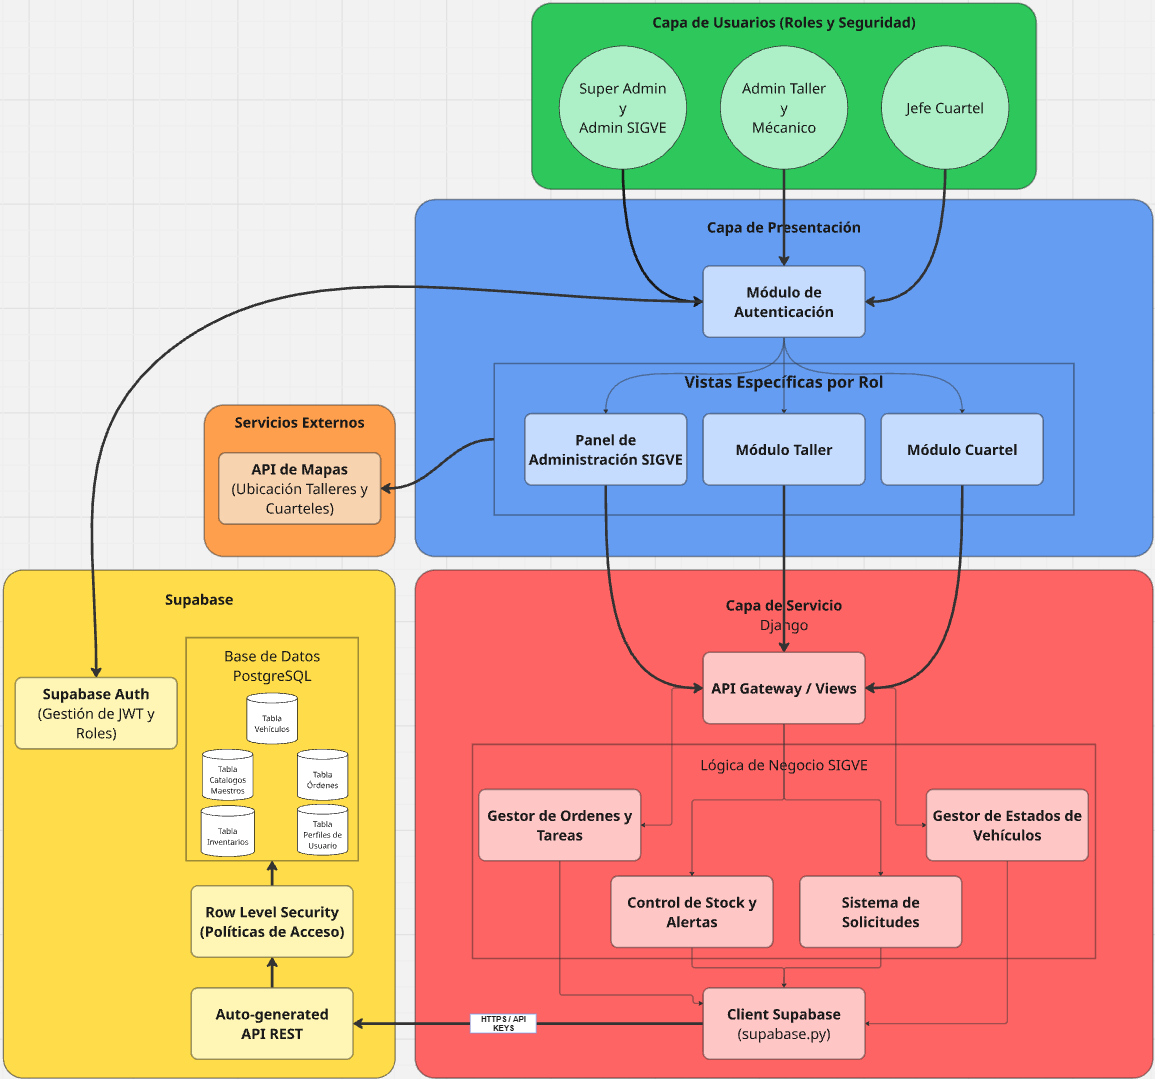 Capa de Usuarios (Roles y Seguridad)
Super Admin
y
Admin SIGVE
Admin Taller
y
Mécanico
Jefe Cuartel
Capa de Presentación
Módulo de
Autenticación
Vistas Específicas por Rol
Panel de
Administración SIGVE
Módulo Taller
Módulo Cuartel
Servicios Externos
API de Mapas
(Ubicación Talleres y
Cuarteles)
Supabase
Supabase Auth
(Gestión de JWT y
Roles)
Base de Datos
PostgreSQL
Tabla
Vehículos
Tabla
Catalogos
Maestros
Tabla
Órdenes
Tabla
Inventarios
Tabla
Perfiles de
Usuario
Row Level Security
(Políticas de Acceso)
Auto-generated
API REST
Capa de Servicio
Django
API Gateway / Views
Lógica de Negocio SIGVE
Gestor de Ordenes y
Tareas
Gestor de Estados de
Vehículos
Control de Stock y
Alertas
Sistema de
Solicitudes
Client Supabase
(supabase.py)
HTTPS / API
KEYS